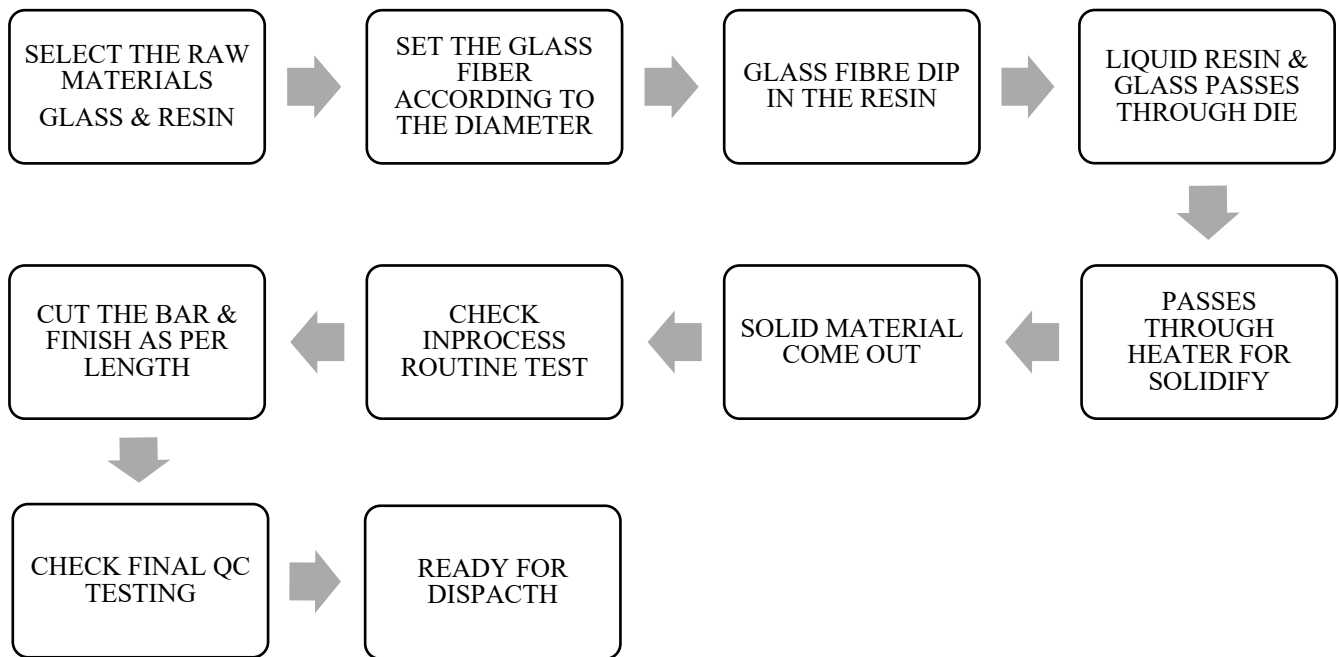 SELECT THE RAW
MATERIALS
GLASS & RESIN
SET THE GLASS
FIBER
ACCORDING TO
THE DIAMETER
GLASS FIBRE DIP
IN THE RESIN
LIQUID RESIN &
GLASS PASSES
THROUGH DIE
PASSES
THROUGH
HEATER FOR
SOLIDIFY
SOLID MATERIAL
COME OUT
CHECK
INPROCESS
ROUTINE TEST
CUT THE BAR &
FINISH AS PER
LENGTH
CHECK FINAL QC
TESTING
READY FOR
DISPACTH